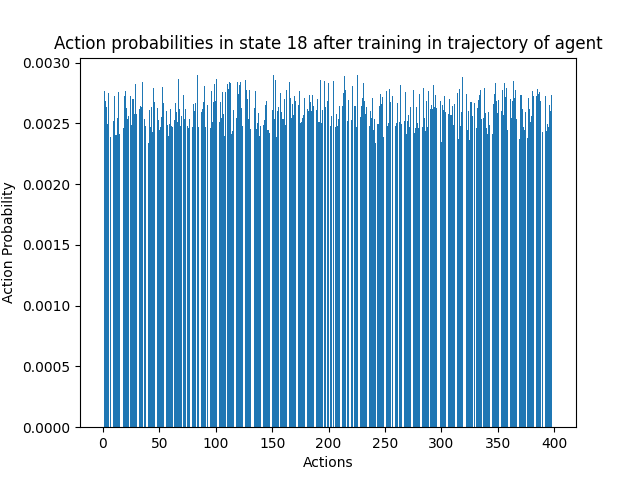 Action probabilities in state 18 after training in trajectory of agent
0.0030
0.0025
0.0020
0.0015
0.0010
0.0005
0.0000
Action Probability
0 50 100 150 200 250 300 350 400
Actions